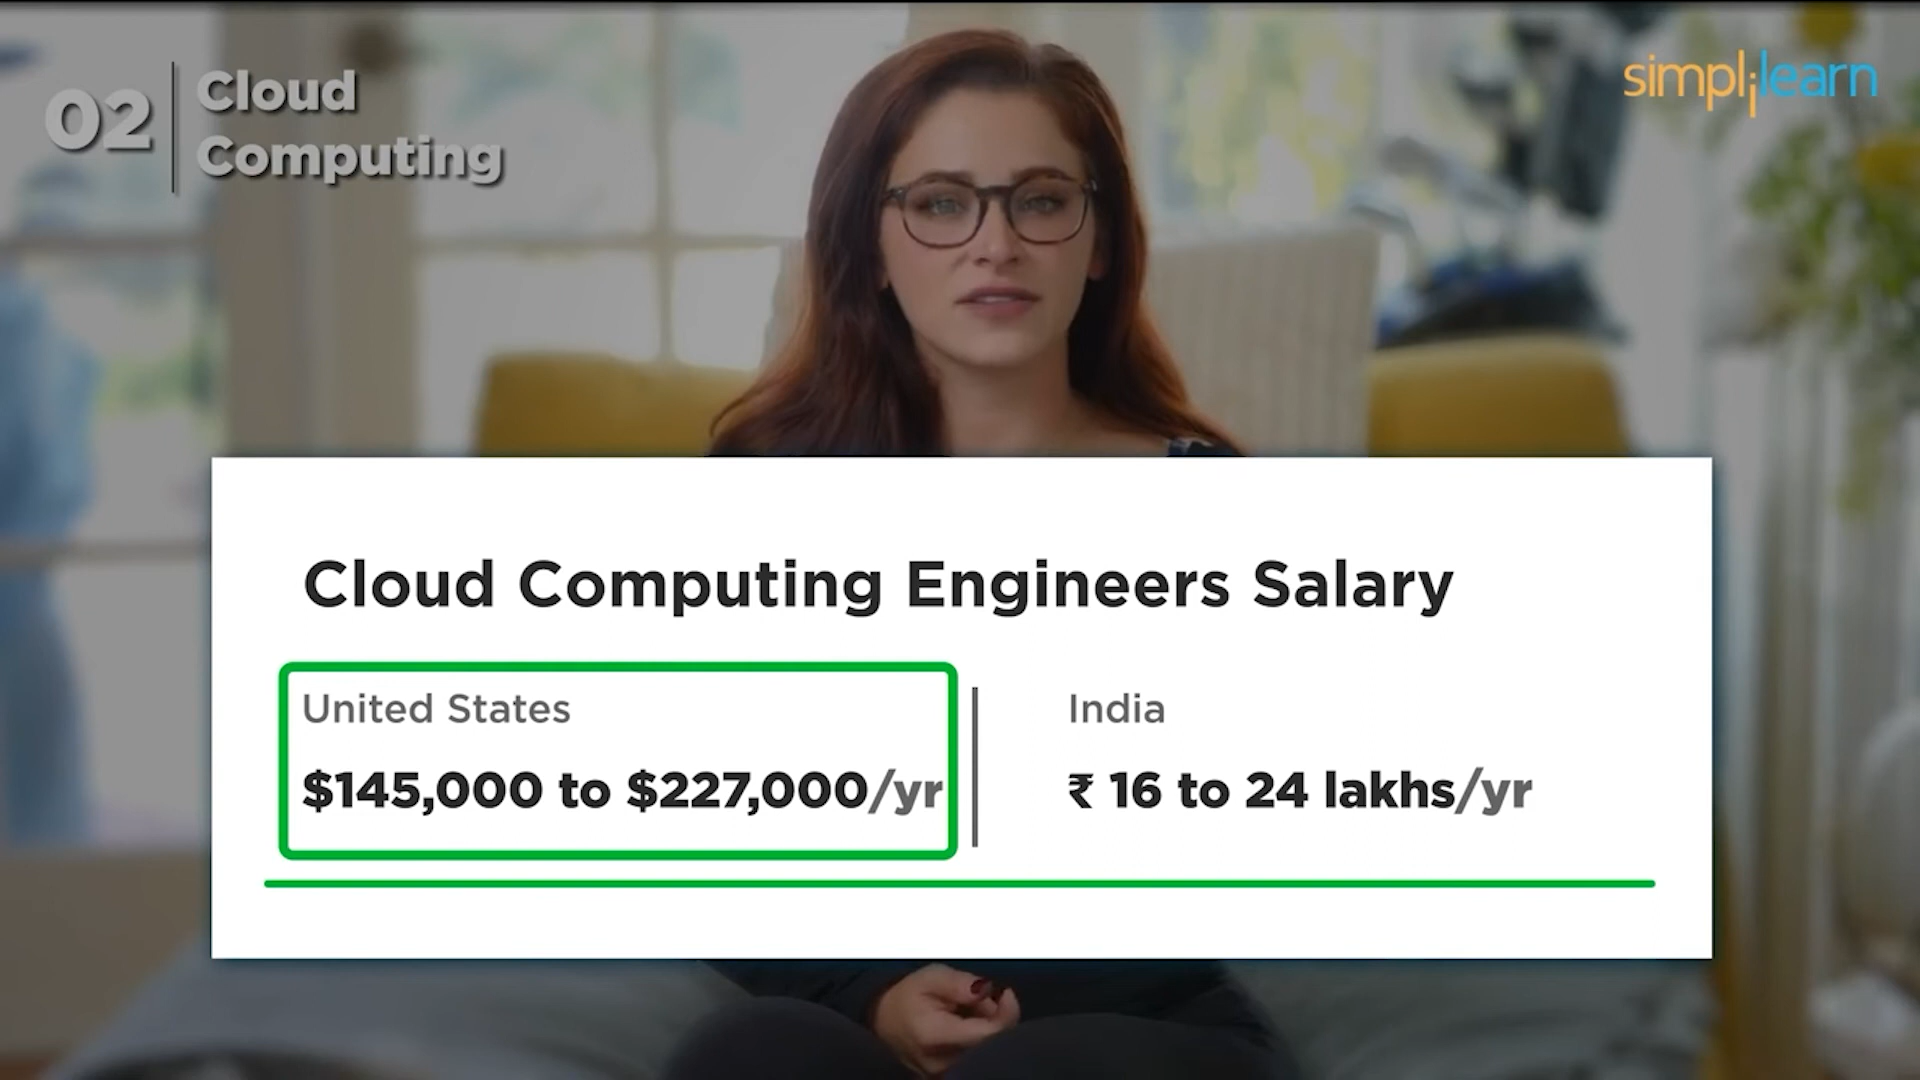 02
Cloud
Computing
simplilearn
Cloud Computing Engineers Salary
United States
$145,000 to $227,000/yr
India
₹ 16 to 24 lakhs/yr